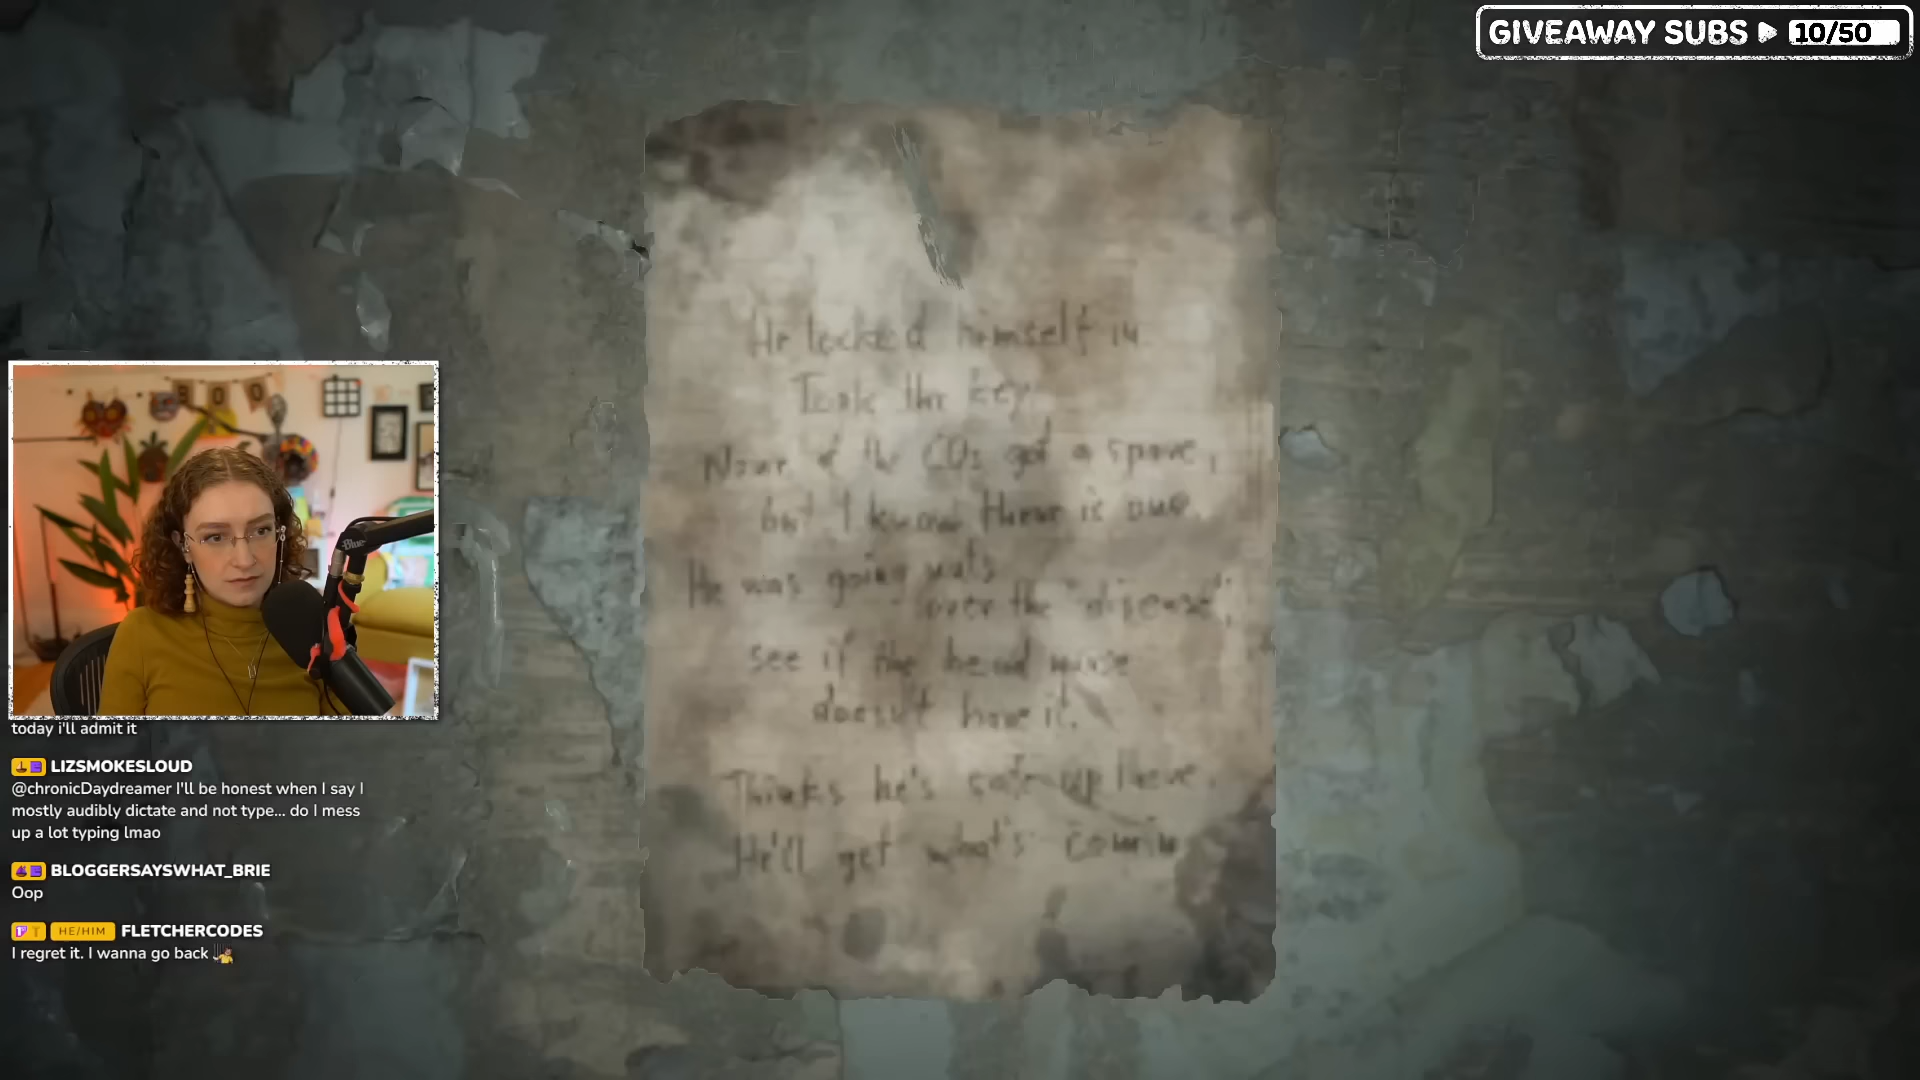 GIVEAWAY SUBS 10/50
He locked himself in.
Took the key.
None of the COs got a spare,
but I know there is one.
He was going nuts
over the "disease",
see if the head nurse
doesn't have it.
Thinks he's safe up there.
He'll get what's comin
BOO
Blue
today i'll admit it
LIZSMOKESLOUD
@chronicDaydreamer I'll be honest when I say I
mostly audibly dictate and not type... do I mess
up a lot typing lmao
BLOGGERSAYSWHAT_BRIE
Oop
HE/HIM FLETCHERCODES
I regret it. I wanna go back